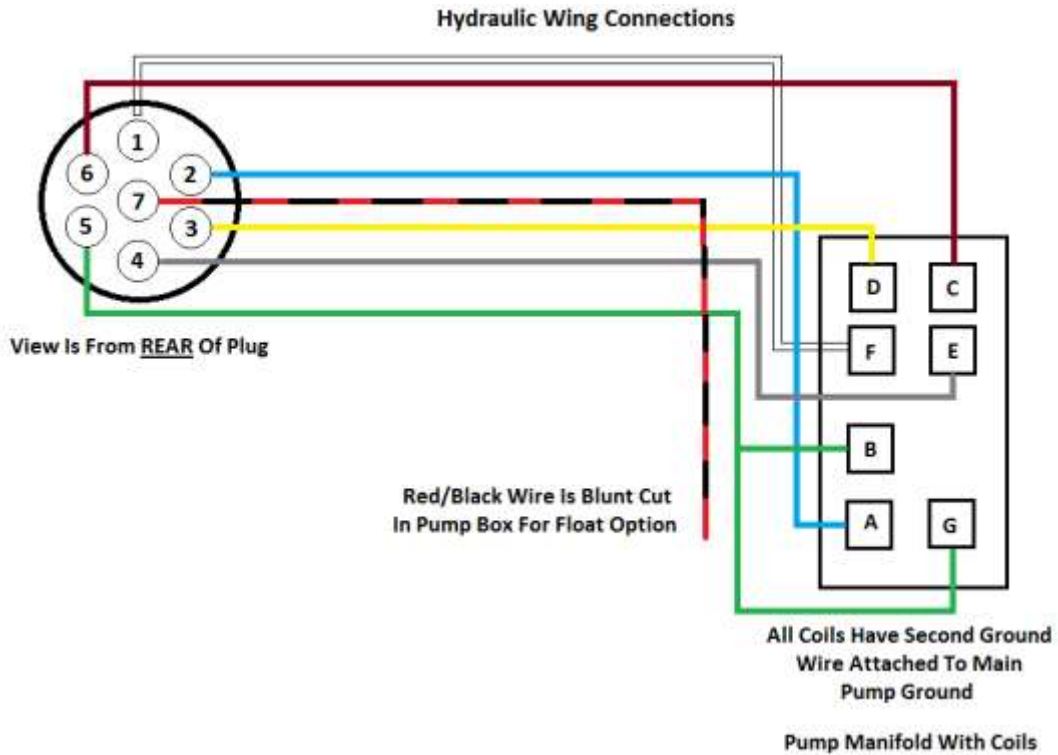 Hydraulic Wing Connections
1
6
2
7
5
3
4
D
C
F
E
B
A
G
View Is From REAR Of Plug
Red/Black Wire Is Blunt Cut
In Pump Box For Float Option
All Coils Have Second Ground
Wire Attached To Main
Pump Ground
Pump Manifold With Coils